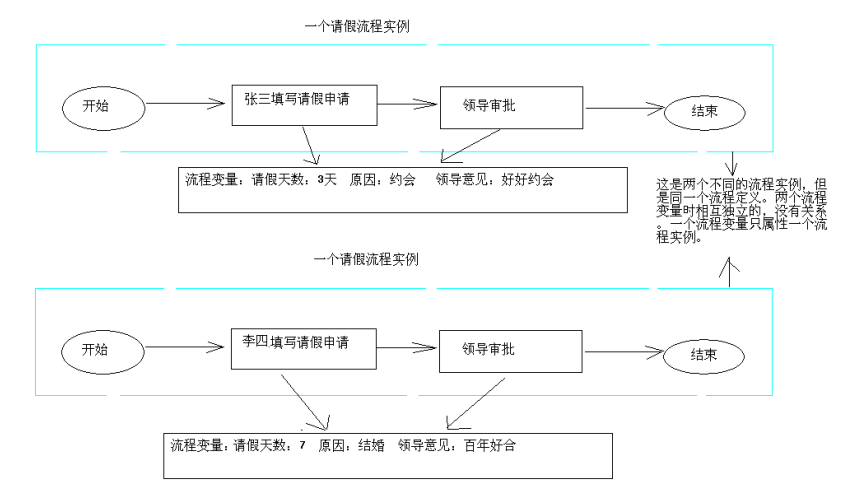 一个请假流程实例
开始
张三填写请假申请
领导审批
结束
流程变量：请假天数：3天 原因：约会 领导意见：好好约会
这是两个不同的流程实例，但
是同一个流程定义。两个流程
变量时相互独立的，没有关系
。一个流程变量只属性一个流
程实例。
一个请假流程实例
开始
李四填写请假申请
领导审批
结束
流程变量：请假天数：7 原因：结婚 领导意见：百年好合